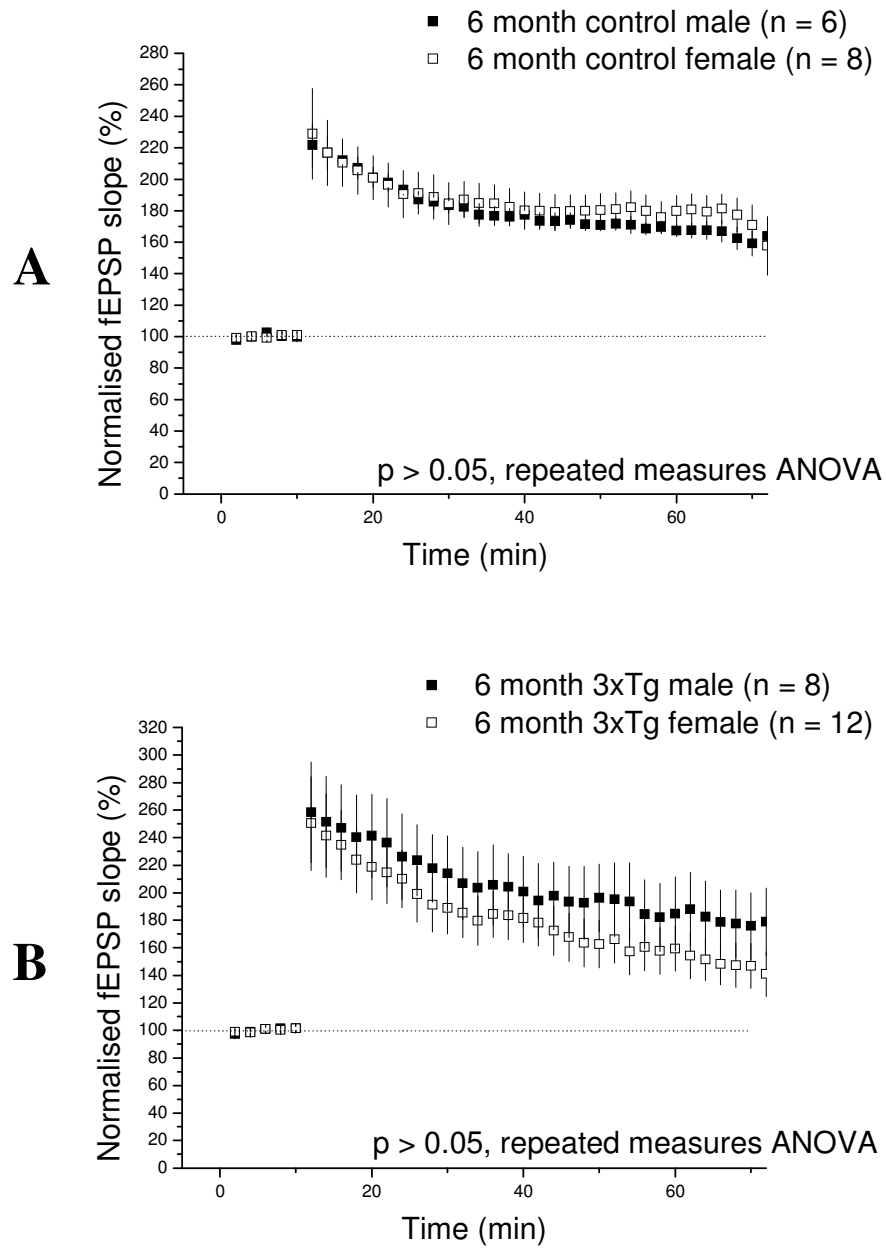 6 month control male (n = 6)
6 month control female (n = 8)
280
260
240
220
200
180
160
140
120
100
80
60
40
20
0
Normalised fEPSP slope (%)
A
p > 0.05, repeated measures ANOVA
0 20 40 60
Time (min)
6 month 3xTg male (n = 8)
6 month 3xTg female (n = 12)
320
300
280
260
240
220
200
180
160
140
120
100
80
60
40
20
0
Normalised fEPSP slope (%)
B
p > 0.05, repeated measures ANOVA
0 20 40 60
Time (min)